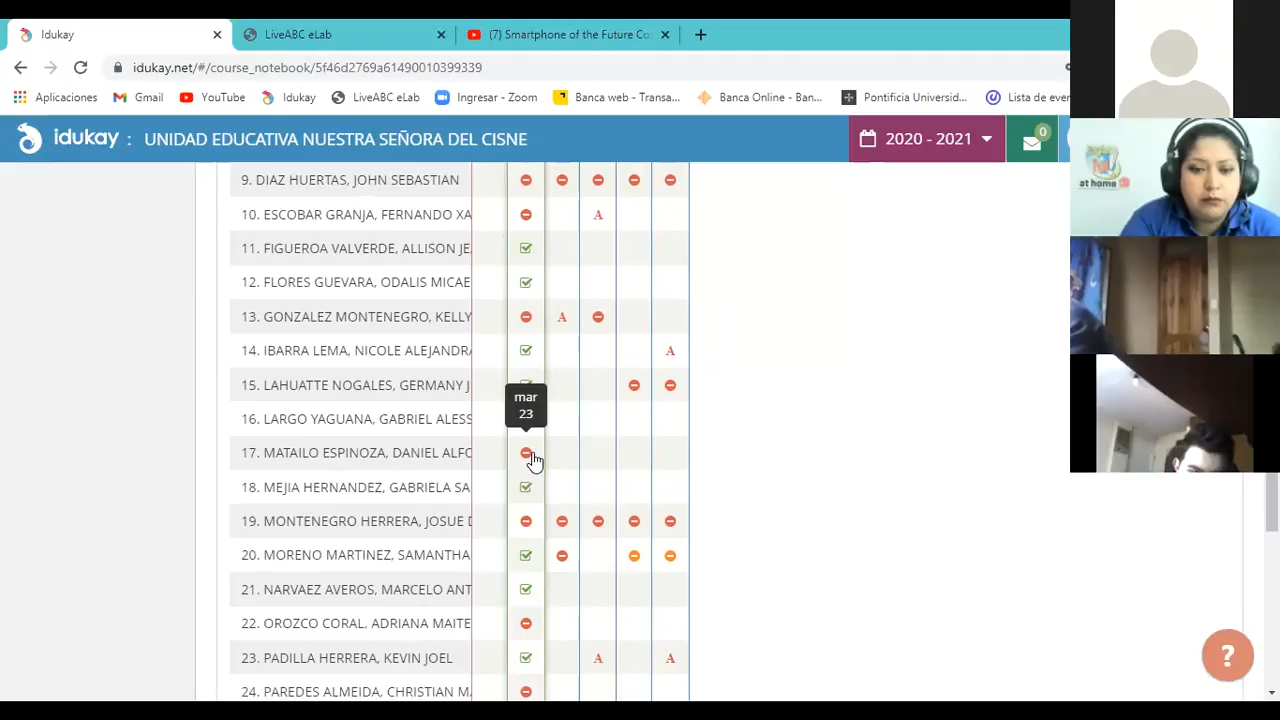 Idukay
LiveABC eLab
(7) Smartphone of the Future Co
idukay.net/#/course_notebook/5f46d2769a61490010399339
Aplicaciones
Gmail
YouTube
Idukay
LiveABC eLab
Ingresar - Zoom
Banca web - Transa...
Banca Online - Ban...
Pontificia Universid...
Lista de ever
idukay : UNIDAD EDUCATIVA NUESTRA SEÑORA DEL CISNE
2020 - 2021
0
at home
9. DIAZ HUERTAS, JOHN SEBASTIAN
10. ESCOBAR GRANJA, FERNANDO XA
A
11. FIGUEROA VALVERDE, ALLISON JE
12. FLORES GUEVARA, ODALIS MICAE
13. GONZALEZ MONTENEGRO, KELLY
A
14. IBARRA LEMA, NICOLE ALEJANDRA
A
15. LAHUATTE NOGALES, GERMANY J
mar
23
16. LARGO YAGUANA, GABRIEL ALESS
17. MATAILO ESPINOZA, DANIEL ALFO
18. MEJIA HERNANDEZ, GABRIELA SA
19. MONTENEGRO HERRERA, JOSUE D
20. MORENO MARTINEZ, SAMANTHA
21. NARVAEZ AVEROS, MARCELO ANT
22. OROZCO CORAL, ADRIANA MAITE
23. PADILLA HERRERA, KEVIN JOEL
A A
24. PAREDES ALMEIDA, CHRISTIAN MA
?